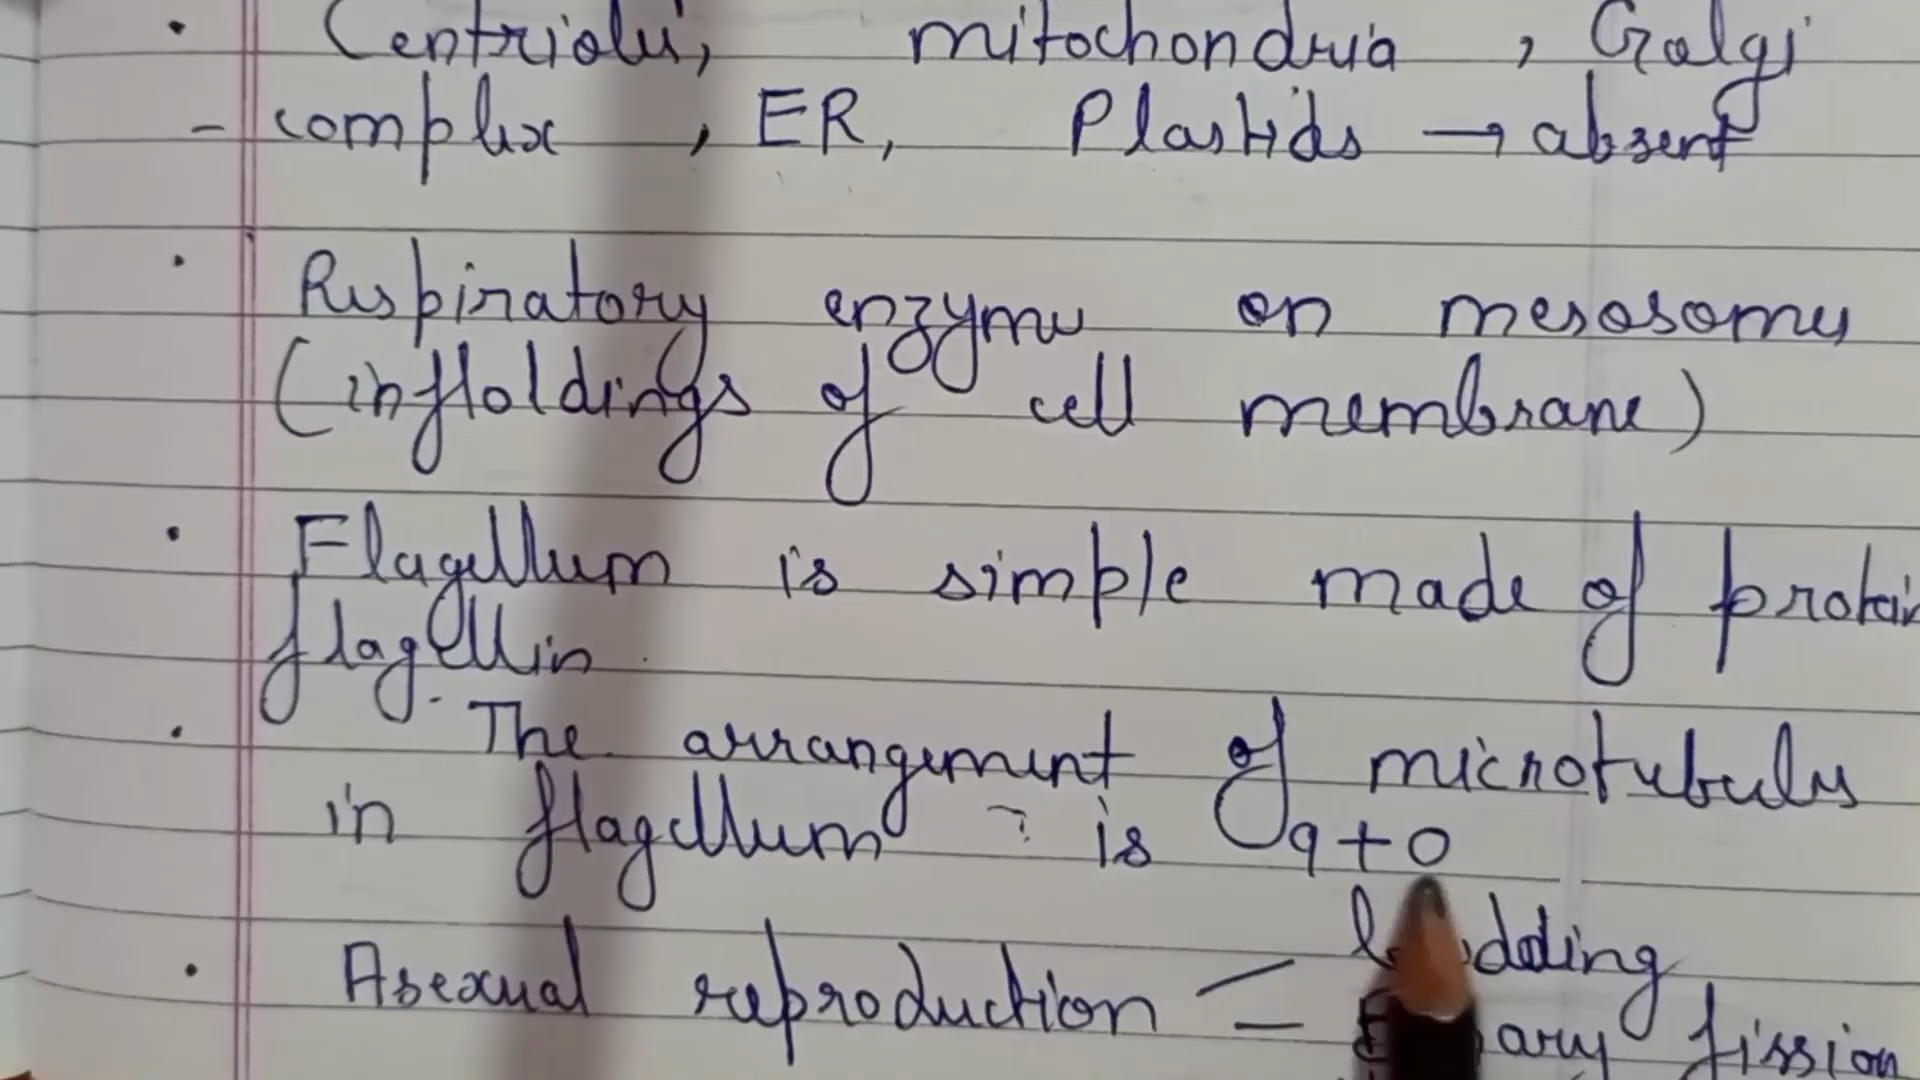 • Centrioles, mitochondria, Golgi
- complex, ER, Plastids → absent
• Respiratory enzymes on mesosomes
(infoldings of cell membrane)
• Flagellum is simple made of protein
flagellin.
• The arrangement of microtubules
in flagellum is 9+0
budding
• Asexual reproduction
fission